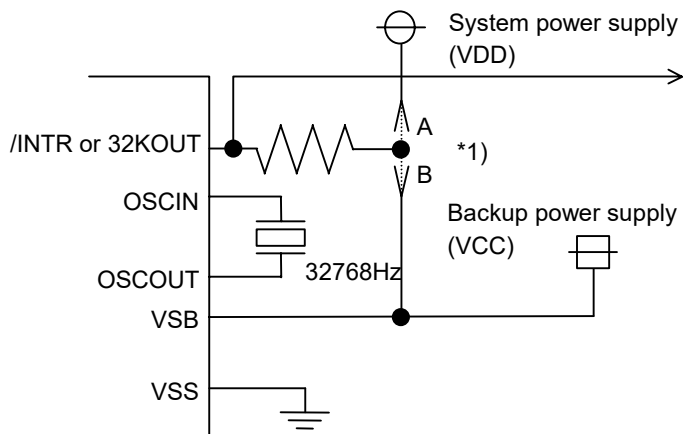 System power supply
(VDD)
A
/INTR or 32KOUT
*1)
B
OSCIN
Backup power supply
(VCC)
OSCOUT
32768Hz
VSB
VSS